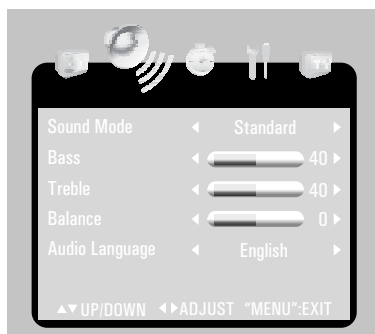 Sound Mode ◀ Standard ▶
Bass ◀ 40 ▶
Treble ◀ 40 ▶
Balance ◀ 0 ▶
Audio Language ◀ English ▶
▲▼UP/DOWN ◀▶ADJUST “MENU”:EXIT